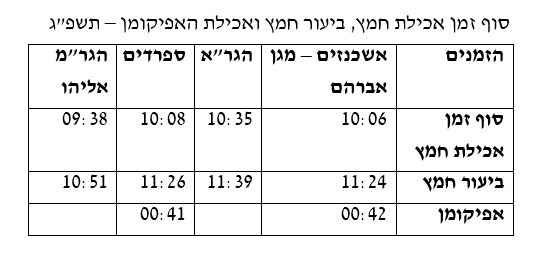 סוף זמן אכילת חמץ, ביעור חמץ ואכילת האפיקומן – תשפ״ג
הזמנים אשכנזים – מגן אברהם הגר״א ספרדים הגר״מ אליהו
סוף זמן אכילת חמץ 10:06 10:35 10:08 09:38
ביעור חמץ 11:24 11:39 11:26 10:51
אפיקומן 00:42 00:41